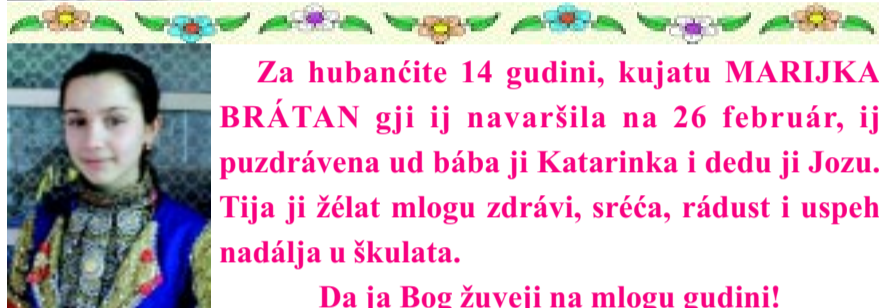 Za hubanćite 14 gudini, kujatu MARIJKA
BRÁTAN gji ij navaršila na 26 február, ij
puzdrávena ud bába ji Katarinka i dedu ji Jozu.
Tija ji žélat mlogu zdrávi, sréća, rádust i uspeh
nadálja u škulata.
Da ja Bog žuveji na mlogu gudini!